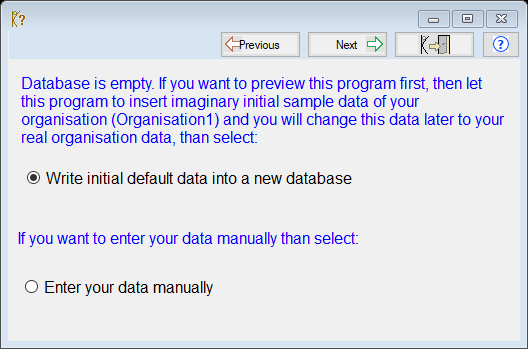 Previous
Next
Database is empty. If you want to preview this program first, then let
this program to insert imaginary initial sample data of your
organisation (Organisation1) and you will change this data later to your
real organisation data, than select:
Write initial default data into a new database
If you want to enter your data manually than select:
Enter your data manually